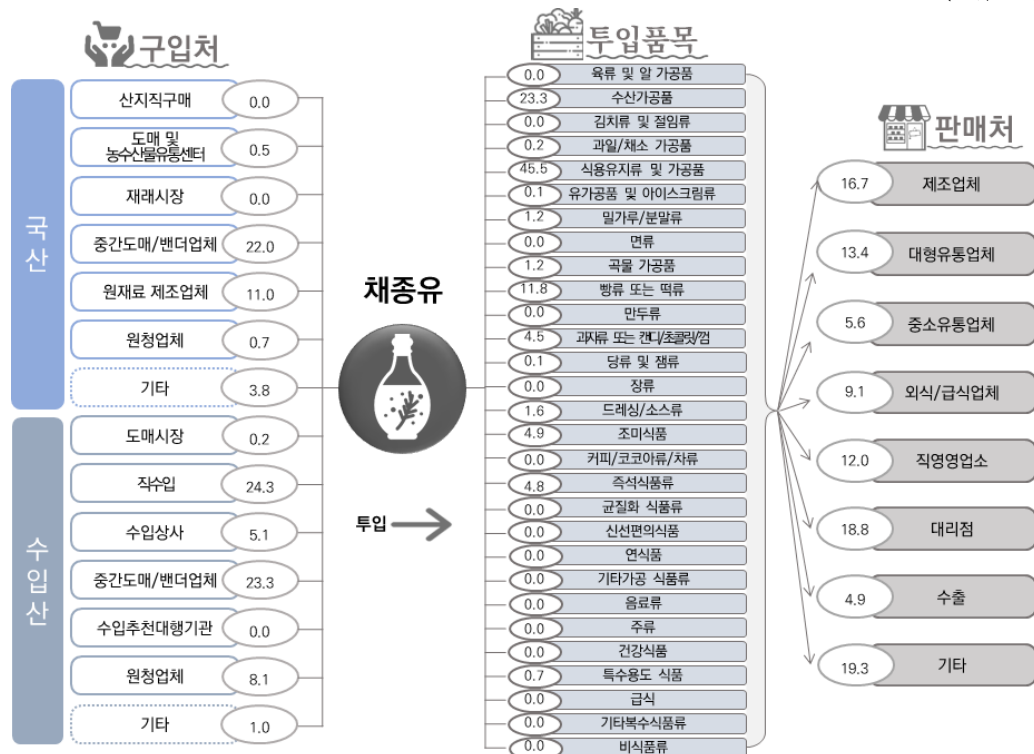 구입처
국산
산지직구매 0.0
도매 및
농수산물유통센터 0.5
재래시장 0.0
중간도매/밴더업체 22.0
원재료 제조업체 11.0
원청업체 0.7
기타 3.8
수입산
도매시장 0.2
직수입 24.3
수입상사 5.1
중간도매/밴더업체 23.3
수입추천대행기관 0.0
원청업체 8.1
기타 1.0
채종유
투입
투입품목
0.0 육류 및 알 가공품
23.3 수산가공품
0.0 김치류 및 절임류
0.2 과일/채소 가공품
45.5 식용유지류 및 가공품
0.1 유가공품 및 아이스크림류
1.2 밀가루/분말류
0.0 면류
1.2 곡물 가공품
11.8 빵류 또는 떡류
0.0 만두류
4.5 과자류 또는 캔디/초콜릿/껌
0.1 당류 및 잼류
0.0 장류
1.6 드레싱/소스류
4.9 조미식품
0.0 커피/코코아류/차류
4.8 즉석식품류
0.0 균질화 식품류
0.0 신선편의식품
0.0 연식품
0.0 기타가공 식품류
0.0 음료류
0.0 주류
0.0 건강식품
0.7 특수용도 식품
0.0 급식
0.0 기타복수식품류
0.0 비식품류
판매처
16.7 제조업체
13.4 대형유통업체
5.6 중소유통업체
9.1 외식/급식업체
12.0 직영영업소
18.8 대리점
4.9 수출
19.3 기타